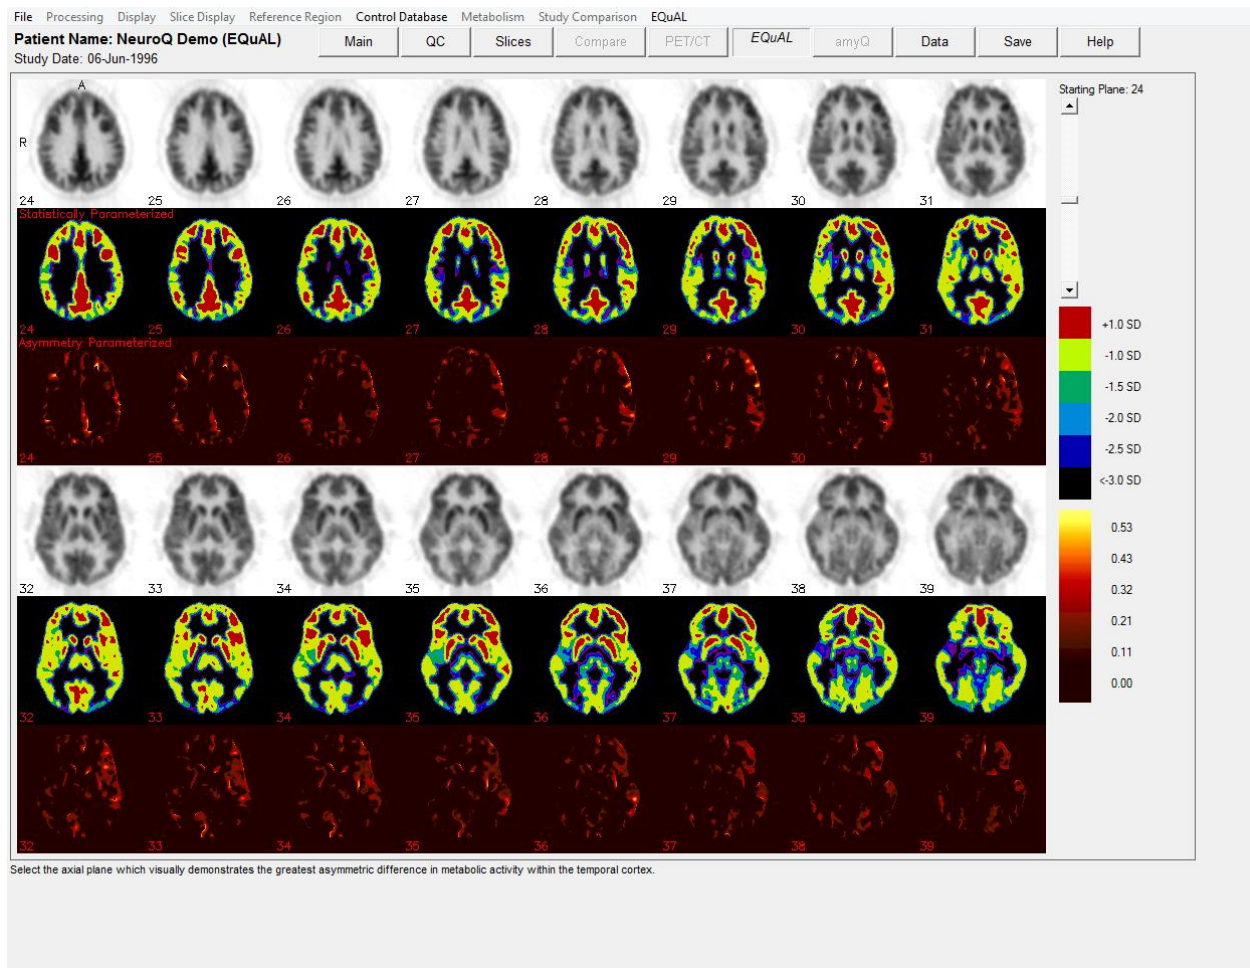 File Processing Display Slice Display Reference Region Control Database Metabolism Study Comparison EQuAL
Patient Name: NeuroQ Demo (EQuAL)
Main QC Slices Compare PET/CT EQuAL amyQ Data Save Help
Study Date: 06-Jun-1996
Starting Plane: 24
A
R
24 25 26 27 28 29 30 31
Statistically Parameterized
24 25 26 27 28 29 30 31
Asymmetry Parameterized
24 25 26 27 28 29 30 31
+1.0 SD
-1.0 SD
-1.5 SD
-2.0 SD
-2.5 SD
<-3.0 SD
0.53
0.43
0.32
0.21
0.11
0.00
32 33 34 35 36 37 38 39
32 33 34 35 36 37 38 39
32 33 34 35 36 37 38 39
Select the axial plane which visually demonstrates the greatest asymmetric difference in metabolic activity within the temporal cortex.